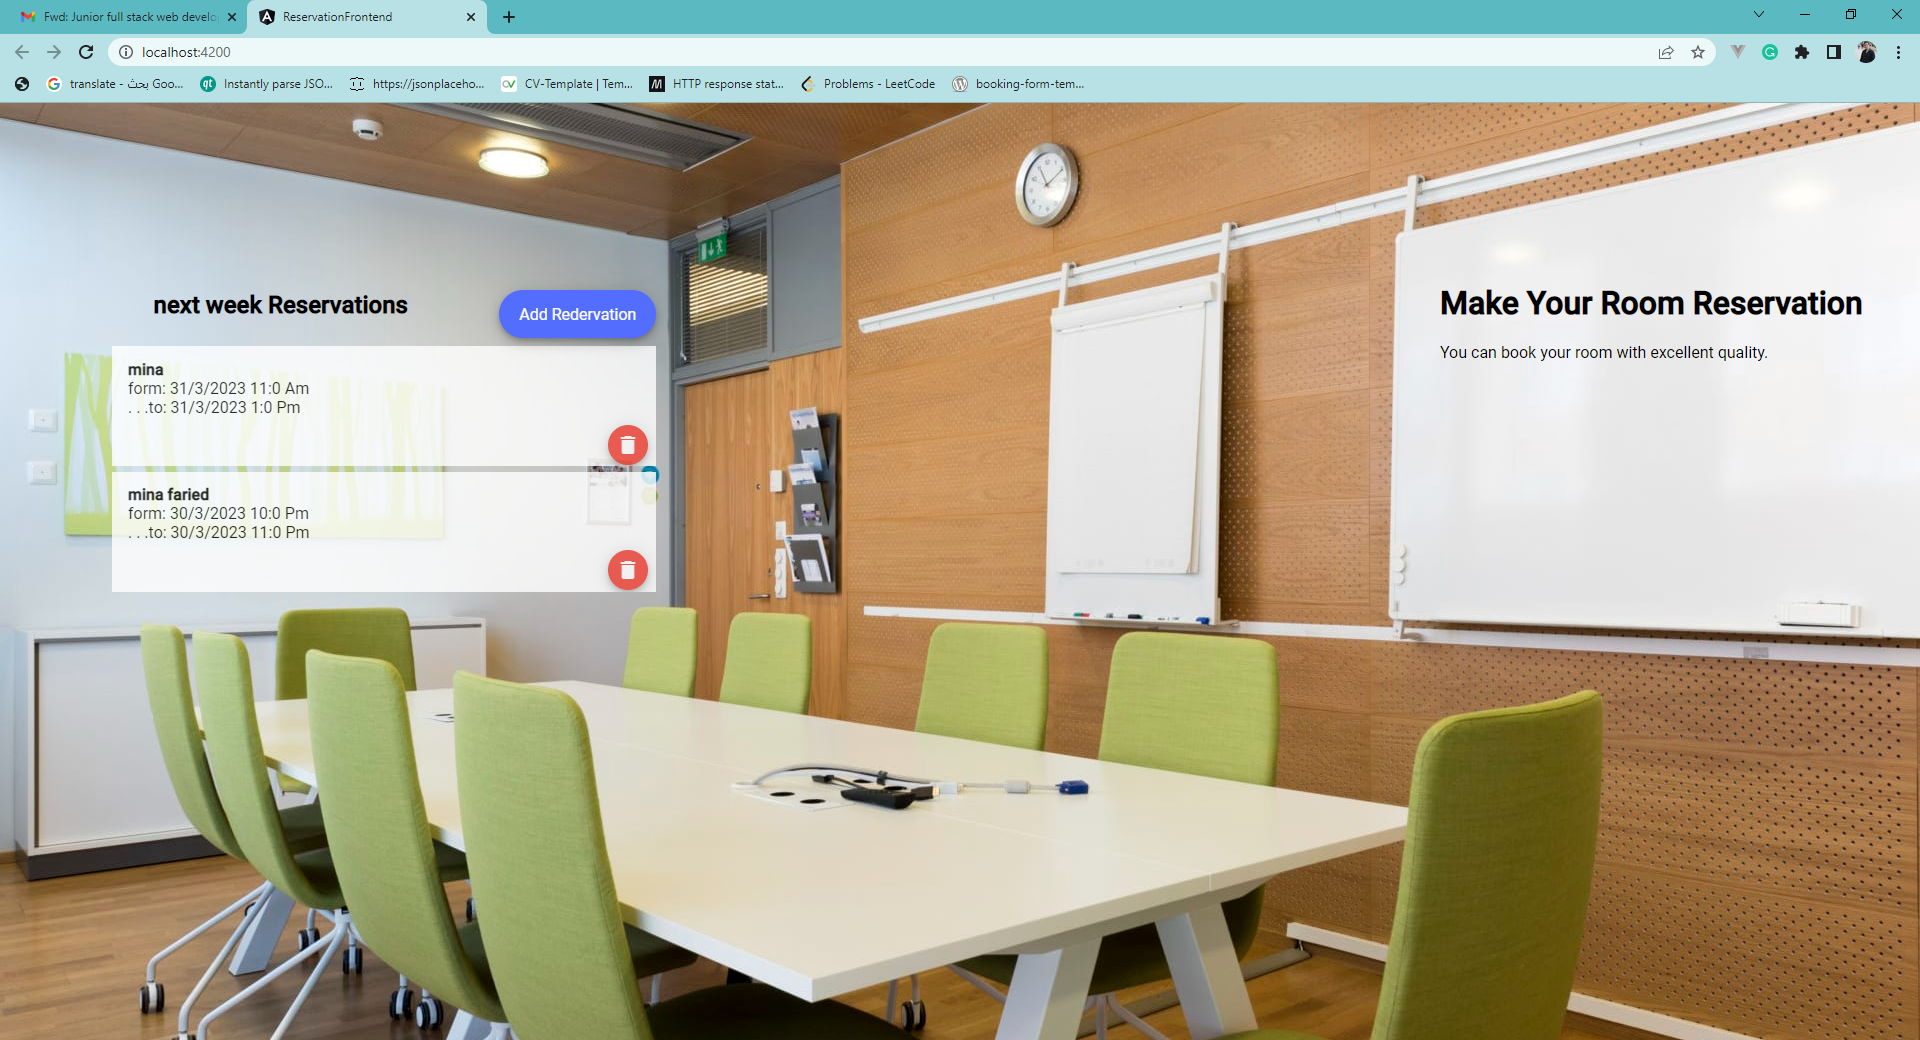 Fwd: Junior full stack web develo
ReservationFrontend
localhost:4200
translate - بحث Goo...
Instantly parse JSO...
https://jsonplaceho...
CV-Template | Tem...
HTTP response stat...
Problems - LeetCode
booking-form-tem...
next week Reservations
Add Redervation
mina
form: 31/3/2023 11:0 Am
. . .to: 31/3/2023 1:0 Pm
mina faried
form: 30/3/2023 10:0 Pm
. . .to: 30/3/2023 11:0 Pm
Make Your Room Reservation
You can book your room with excellent quality.